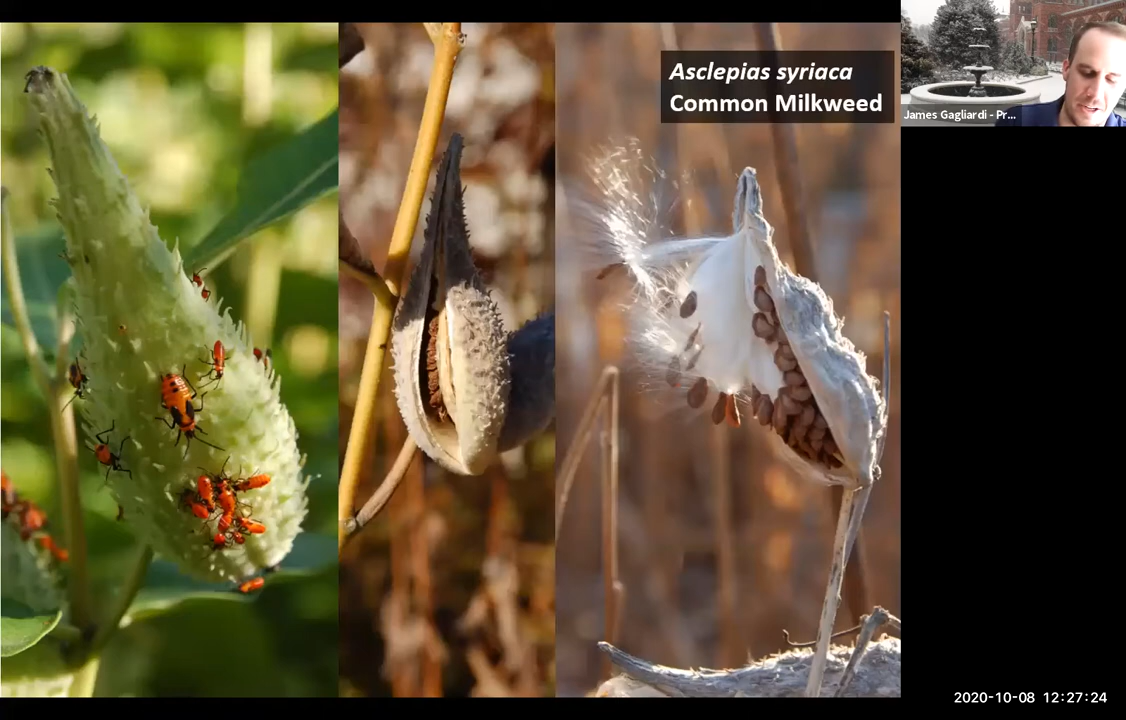 Asclepias syriaca
Common Milkweed
James Gagliardi - Pr...
2020-10-08 12:27:24